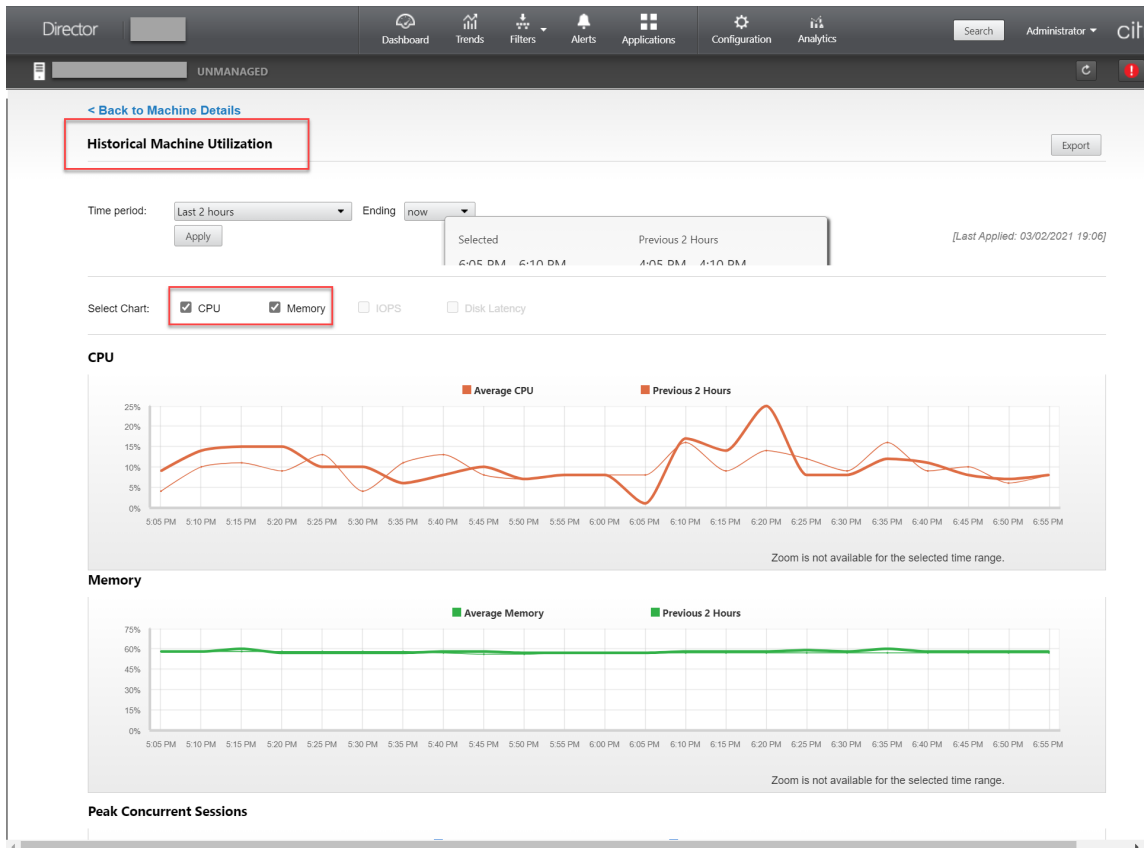 Director
Dashboard Trends Filters Alerts Applications Configuration Analytics
Search Administrator
UNMANAGED
< Back to Machine Details
Historical Machine Utilization
Export
Time period: Last 2 hours Ending now
Apply
[Last Applied: 03/02/2021 19:06]
Selected Previous 2 Hours
6:05 PM - 6:10 PM 4:05 PM - 4:10 PM
Select Chart: CPU Memory IOPS Disk Latency
CPU
Average CPU Previous 2 Hours
25%
20%
15%
10%
5%
0%
5:05 PM 5:10 PM 5:15 PM 5:20 PM 5:25 PM 5:30 PM 5:35 PM 5:40 PM 5:45 PM 5:50 PM 5:55 PM 6:00 PM 6:05 PM 6:10 PM 6:15 PM 6:20 PM 6:25 PM 6:30 PM 6:35 PM 6:40 PM 6:45 PM 6:50 PM 6:55 PM
Zoom is not available for the selected time range.
Memory
Average Memory Previous 2 Hours
75%
60%
45%
30%
15%
0%
5:05 PM 5:10 PM 5:15 PM 5:20 PM 5:25 PM 5:30 PM 5:35 PM 5:40 PM 5:45 PM 5:50 PM 5:55 PM 6:00 PM 6:05 PM 6:10 PM 6:15 PM 6:20 PM 6:25 PM 6:30 PM 6:35 PM 6:40 PM 6:45 PM 6:50 PM 6:55 PM
Zoom is not available for the selected time range.
Peak Concurrent Sessions